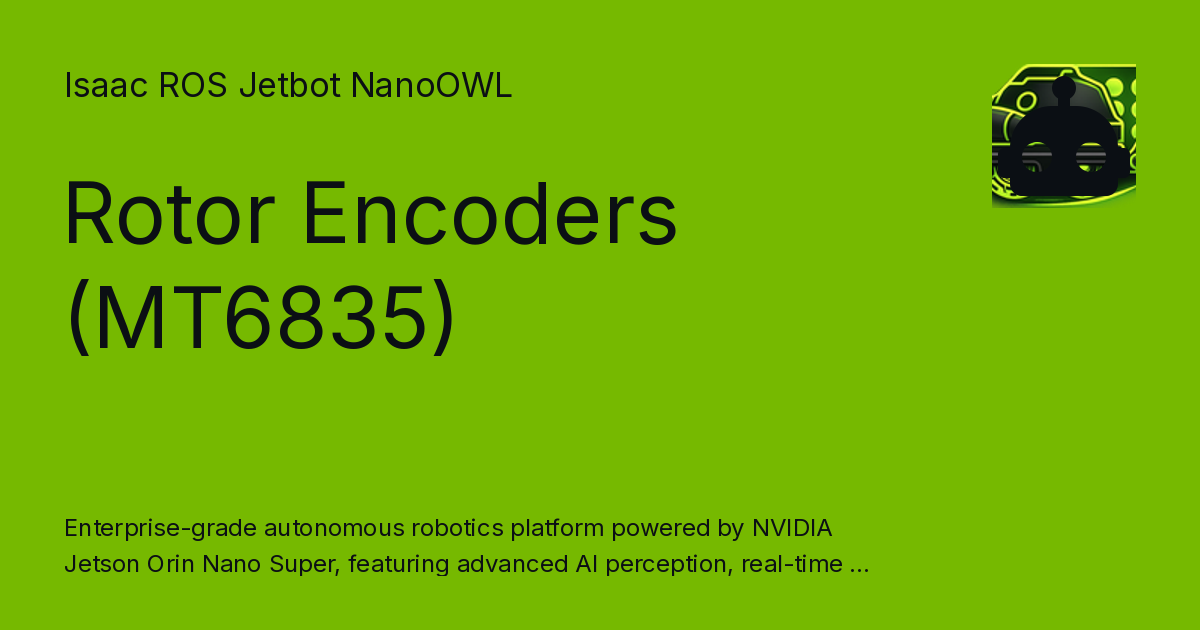 Isaac ROS Jetbot NanoOWL
Rotor Encoders
(MT6835)
Enterprise-grade autonomous robotics platform powered by NVIDIA
Jetson Orin Nano Super, featuring advanced AI perception, real-time ...